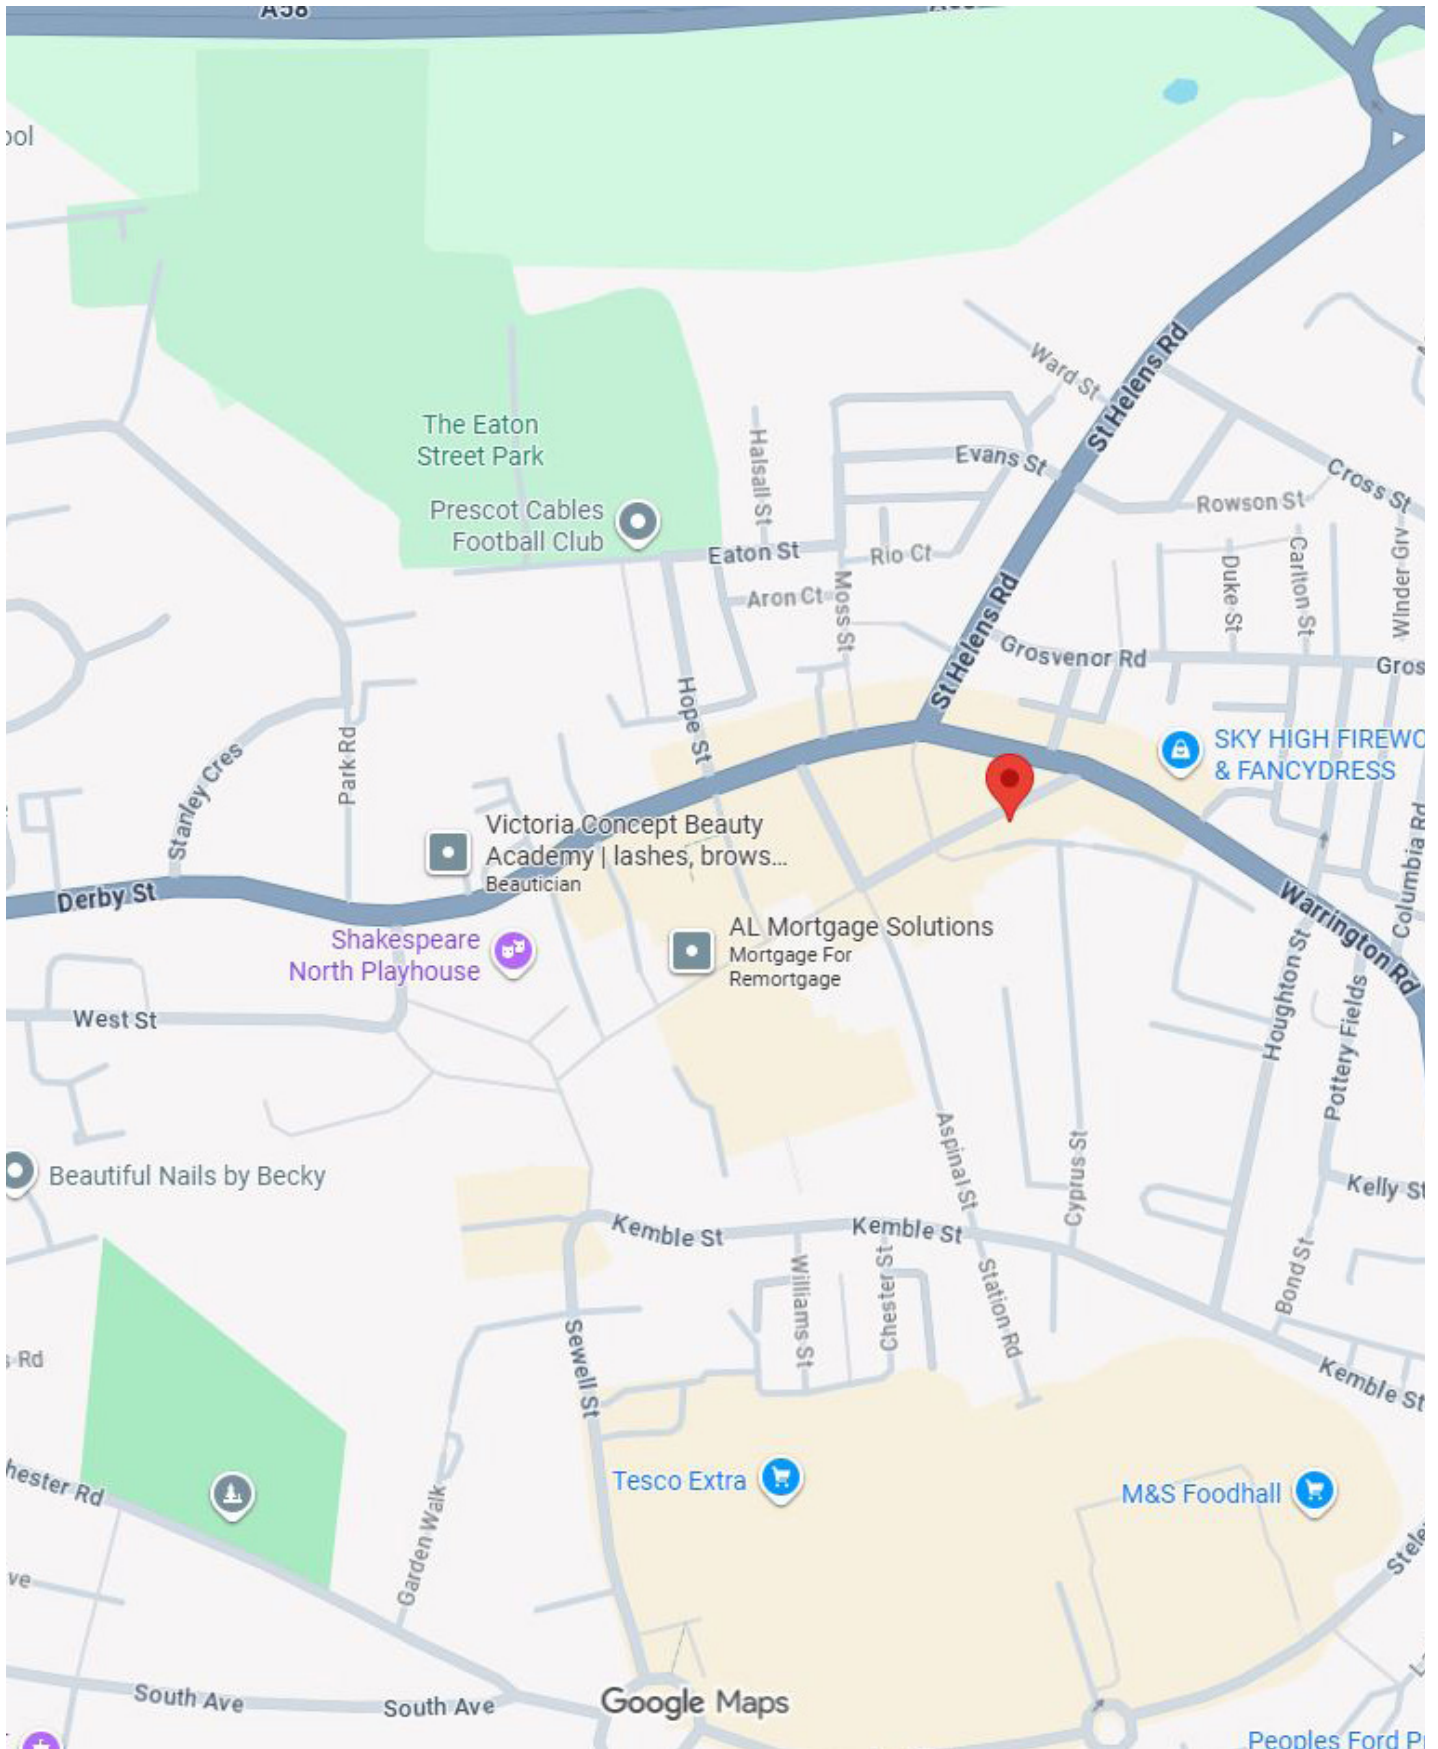 A58
ool
Ward St
St Helens Rd
The Eaton
Street Park
Halsall St
Evans St
Cross St
Rowson St
Prescot Cables
Football Club
Eaton St
Rio Ct
Duke St
Carlton St
Winder Grv
Aron Ct
Moss St
St Helens Rd
Grosvenor Rd
Gros
Hope St
Park Rd
Stanley Cres
SKY HIGH FIREWO
& FANCYDRESS
Victoria Concept Beauty
Academy | lashes, brows...
Beautician
Columbia Rd
Derby St
Warrington Rd
Shakespeare
North Playhouse
AL Mortgage Solutions
Mortgage For
Remortgage
West St
Houghton St
Pottery Fields
Aspinal St
Cyprus St
Beautiful Nails by Becky
Kelly St
Kemble St
Kemble St
Williams St
Chester St
Station Rd
Bond St
s Rd
Sewell St
Kemble St
hester Rd
Tesco Extra
M&S Foodhall
Garden Walk
Stele
ve
South Ave
South Ave
Google Maps
Peoples Ford P